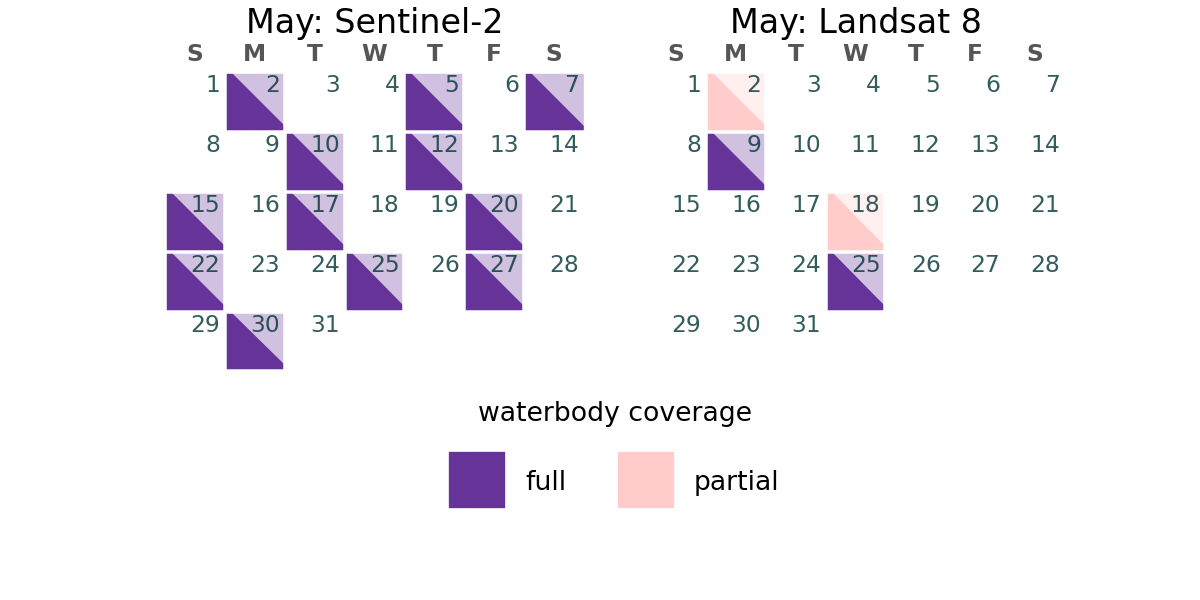 May: Sentinel-2
S M T W T F S
1 2 3 4 5 6 7
8 9 10 11 12 13 14
15 16 17 18 19 20 21
22 23 24 25 26 27 28
29 30 31
May: Landsat 8
S M T W T F S
1 2 3 4 5 6 7
8 9 10 11 12 13 14
15 16 17 18 19 20 21
22 23 24 25 26 27 28
29 30 31
waterbody coverage
full
partial